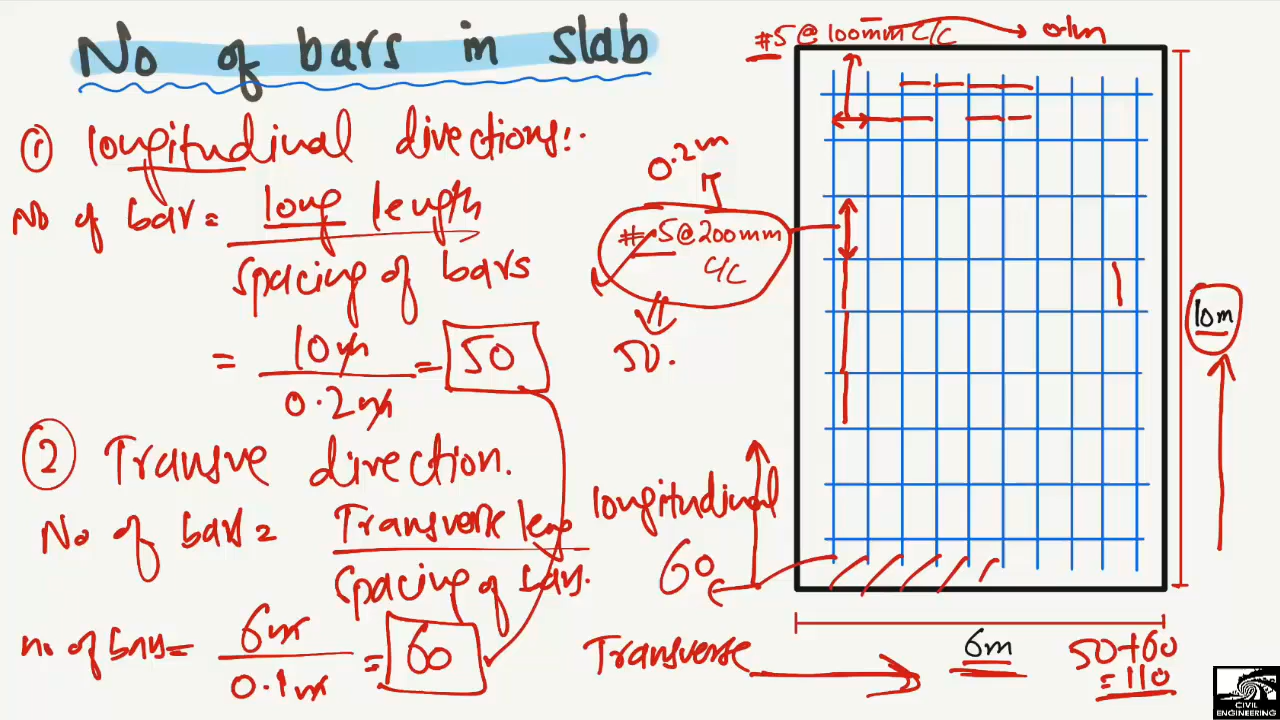 No of bars in slab
① longitudinal directions:-
No of bar = long length
spacing of bars
= 10m
0.2m
= 50
② Transve direction.
No of bar = Transverse leng
spacing of bars.
no of bars = 6m
0.1m
= 60
#5@100mm C/C
0.1m
0.2m
#5@200mm
C/C
50.
10m
longitudinal
60
Transverse
6m
50+60
=110
CIVIL
ENGINEERING